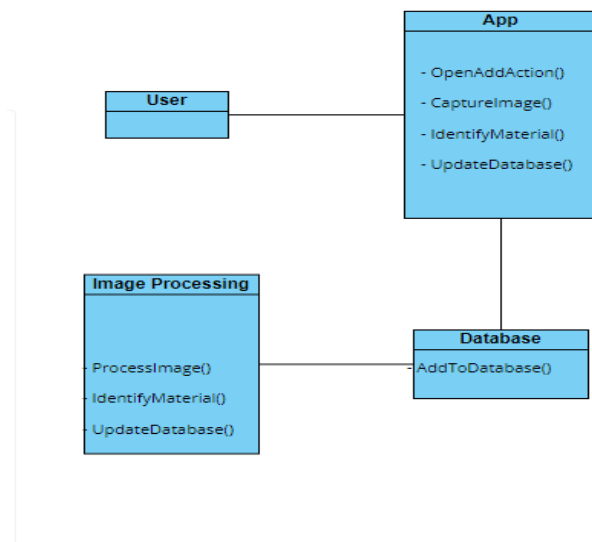 App
- OpenAddAction()
- CaptureImage()
- IdentifyMaterial()
- UpdateDatabase()
User
Image Processing
- ProcessImage()
- IdentifyMaterial()
- UpdateDatabase()
Database
- AddToDatabase()